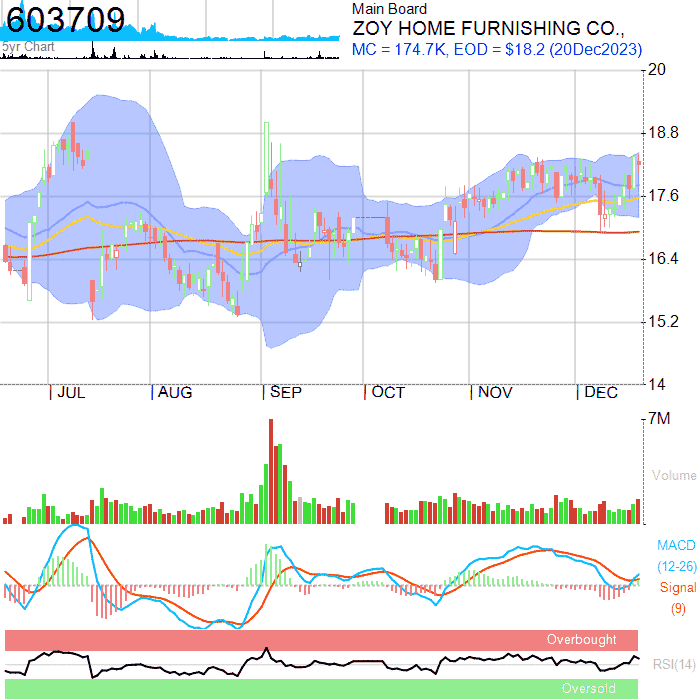 603709
5yr Chart
Main Board
ZOY HOME FURNISHING CO.,
MC = 174.7K, EOD = $18.2 (20Dec2023)
20
18.8
17.6
16.4
15.2
14
JUL AUG SEP OCT NOV DEC
7M
Volume
MACD
(12-26)
Signal
(9)
Overbought
RSI(14)
Oversold